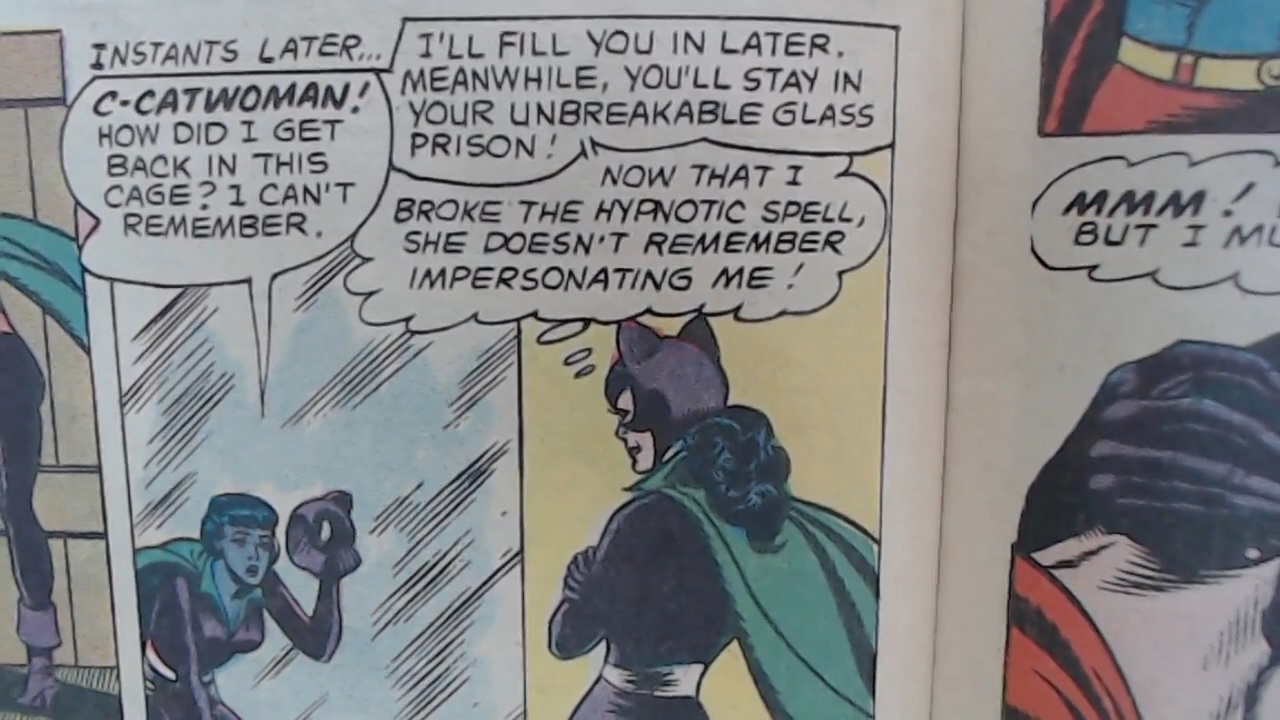 INSTANTS LATER...
C-CATWOMAN!
HOW DID I GET
BACK IN THIS
CAGE? I CAN'T
REMEMBER.
I'LL FILL YOU IN LATER.
MEANWHILE, YOU'LL STAY IN
YOUR UNBREAKABLE GLASS
PRISON!
NOW THAT I
BROKE THE HYPNOTIC SPELL,
SHE DOESN'T REMEMBER
IMPERSONATING ME!
MMM!
BUT I